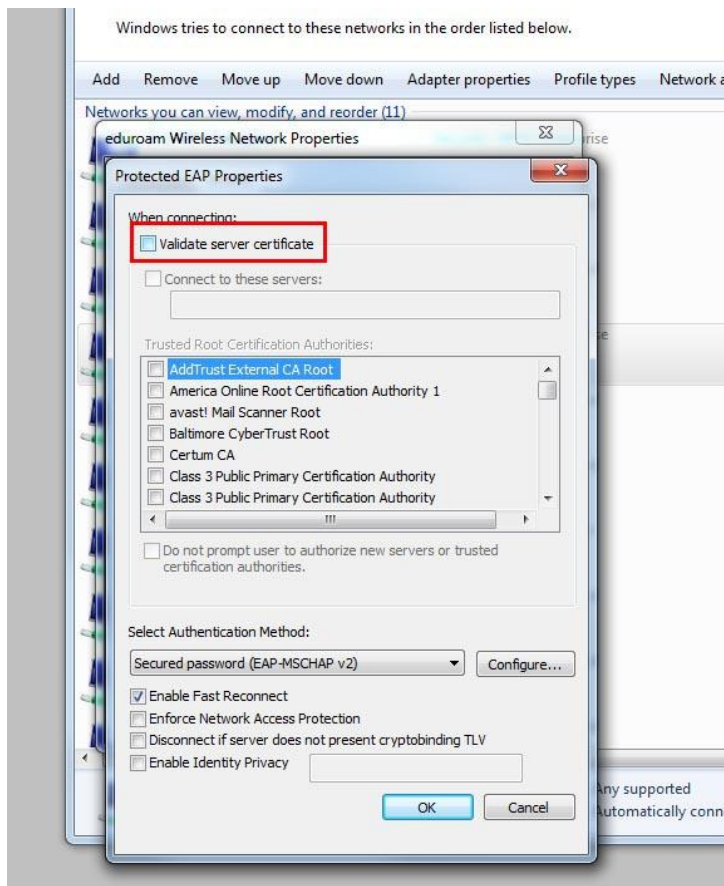 Windows tries to connect to these networks in the order listed below.
Add Remove Move up Move down Adapter properties Profile types Network a
Networks you can view, modify, and reorder (11)
eduroam Wireless Network Properties
rise
Protected EAP Properties
When connecting:
Validate server certificate
Connect to these servers:
Trusted Root Certification Authorities:
AddTrust External CA Root
America Online Root Certification Authority 1
avast! Mail Scanner Root
Baltimore CyberTrust Root
Certum CA
Class 3 Public Primary Certification Authority
Class 3 Public Primary Certification Authority
Do not prompt user to authorize new servers or trusted
certification authorities.
Select Authentication Method:
Secured password (EAP-MSCHAP v2) Configure...
Enable Fast Reconnect
Enforce Network Access Protection
Disconnect if server does not present cryptobinding TLV
Enable Identity Privacy
OK Cancel
Any supported
Automatically conn